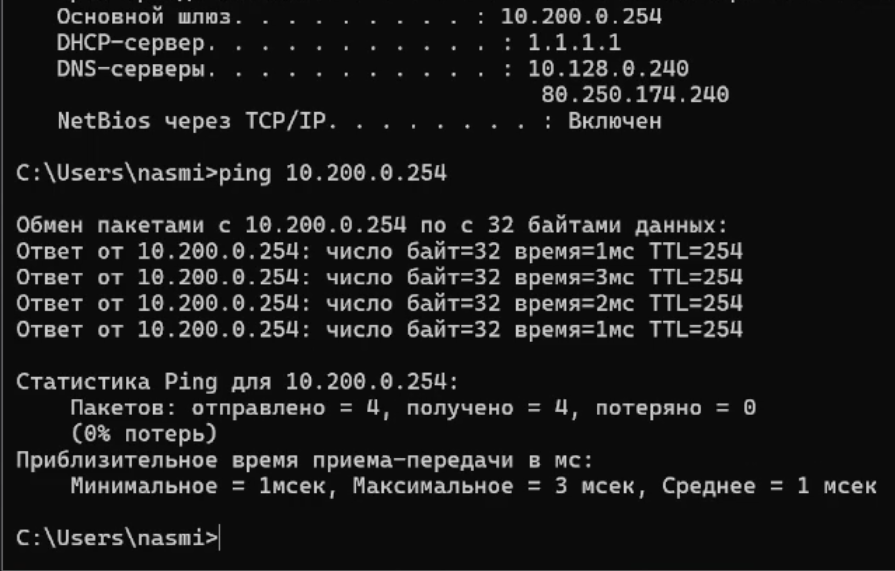 Основной шлюз. . . . . . . . . : 10.200.0.254
DHCP-сервер. . . . . . . . . . . : 1.1.1.1
DNS-серверы. . . . . . . . . . . : 10.128.0.240
80.250.174.240
NetBios через TCP/IP. . . . . . . . : Включен
C:\Users\nasmi>ping 10.200.0.254
Обмен пакетами с 10.200.0.254 по с 32 байтами данных:
Ответ от 10.200.0.254: число байт=32 время=1мс TTL=254
Ответ от 10.200.0.254: число байт=32 время=3мс TTL=254
Ответ от 10.200.0.254: число байт=32 время=2мс TTL=254
Ответ от 10.200.0.254: число байт=32 время=1мс TTL=254
Статистика Ping для 10.200.0.254:
Пакетов: отправлено = 4, получено = 4, потеряно = 0
(0% потерь)
Приблизительное время приема-передачи в мс:
Минимальное = 1мсек, Максимальное = 3 мсек, Среднее = 1 мсек
C:\Users\nasmi>